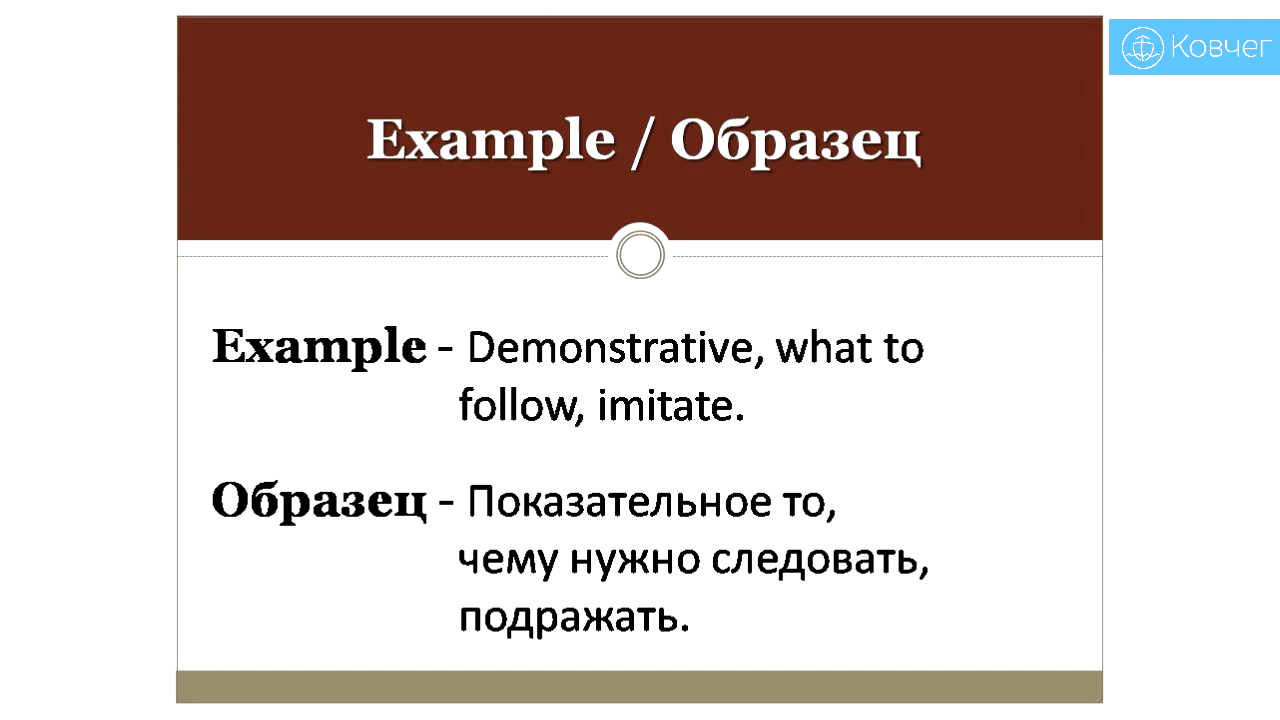 Ковчег
Example / Образец
Example - Demonstrative, what to
follow, imitate.
Образец - Показательное то,
чему нужно следовать,
подражать.